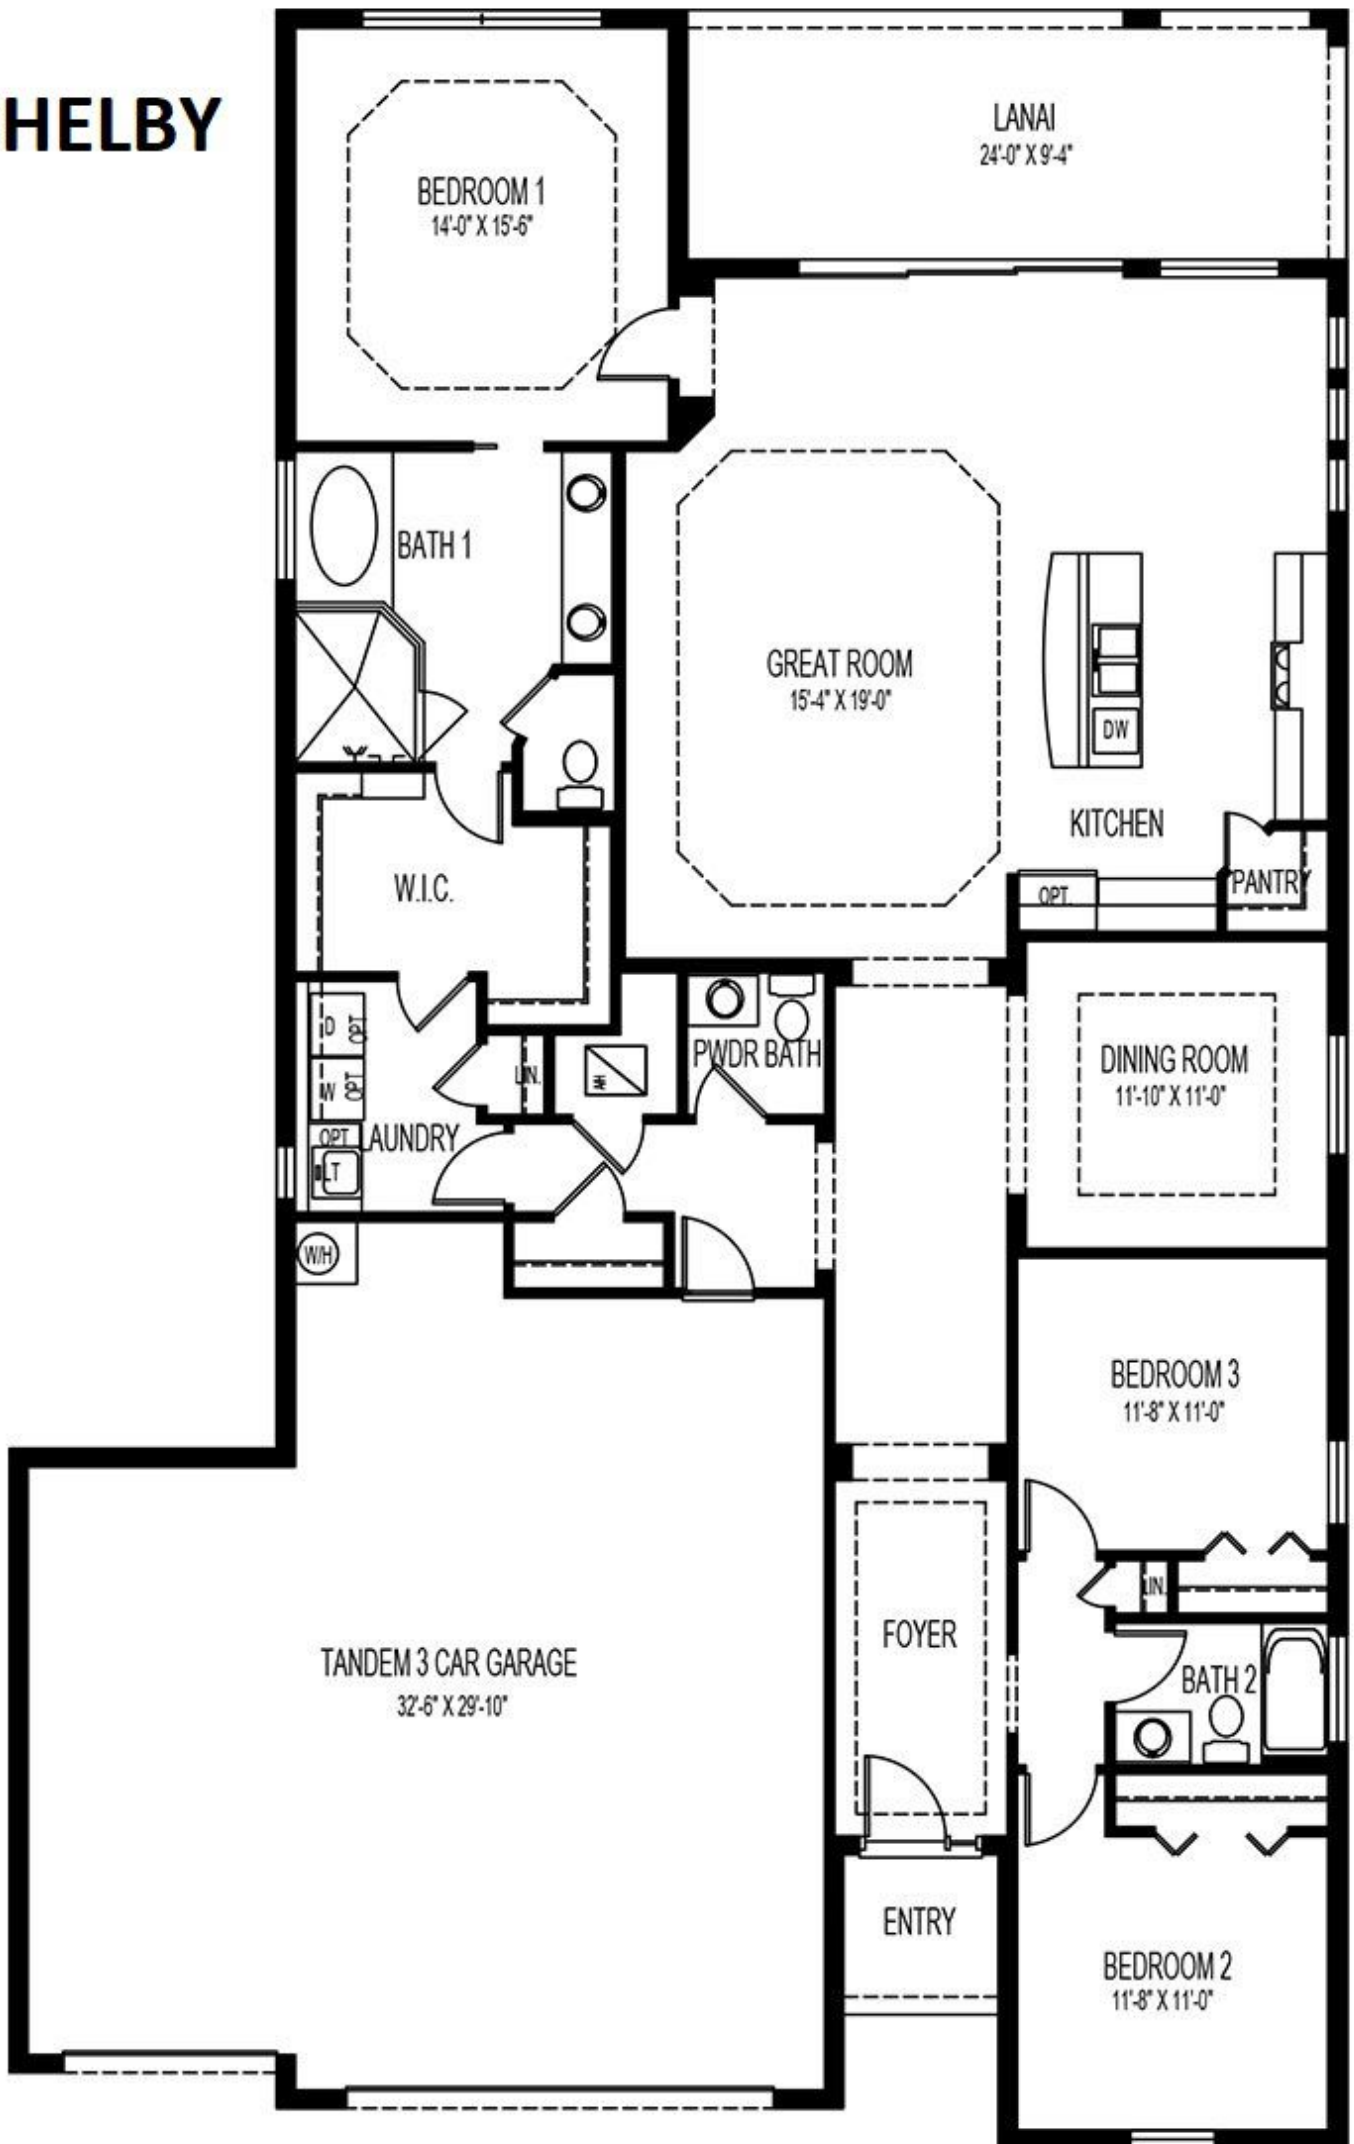 HELBY
BEDROOM 1
14'-0" X 15'-6"
LANAI
24'-0" X 9'-4"
BATH 1
GREAT ROOM
15'-4" X 19'-0"
DW
KITCHEN
W.I.C.
OPT.
PANTRY
D
OPT
W
OPT
LIN.
AH
PWDR BATH
DINING ROOM
11'-10" X 11'-0"
OPT
LAUNDRY
LT
W/H
BEDROOM 3
11'-8" X 11'-0"
LIN.
FOYER
TANDEM 3 CAR GARAGE
32'-6" X 29'-10"
BATH 2
ENTRY
BEDROOM 2
11'-8" X 11'-0"